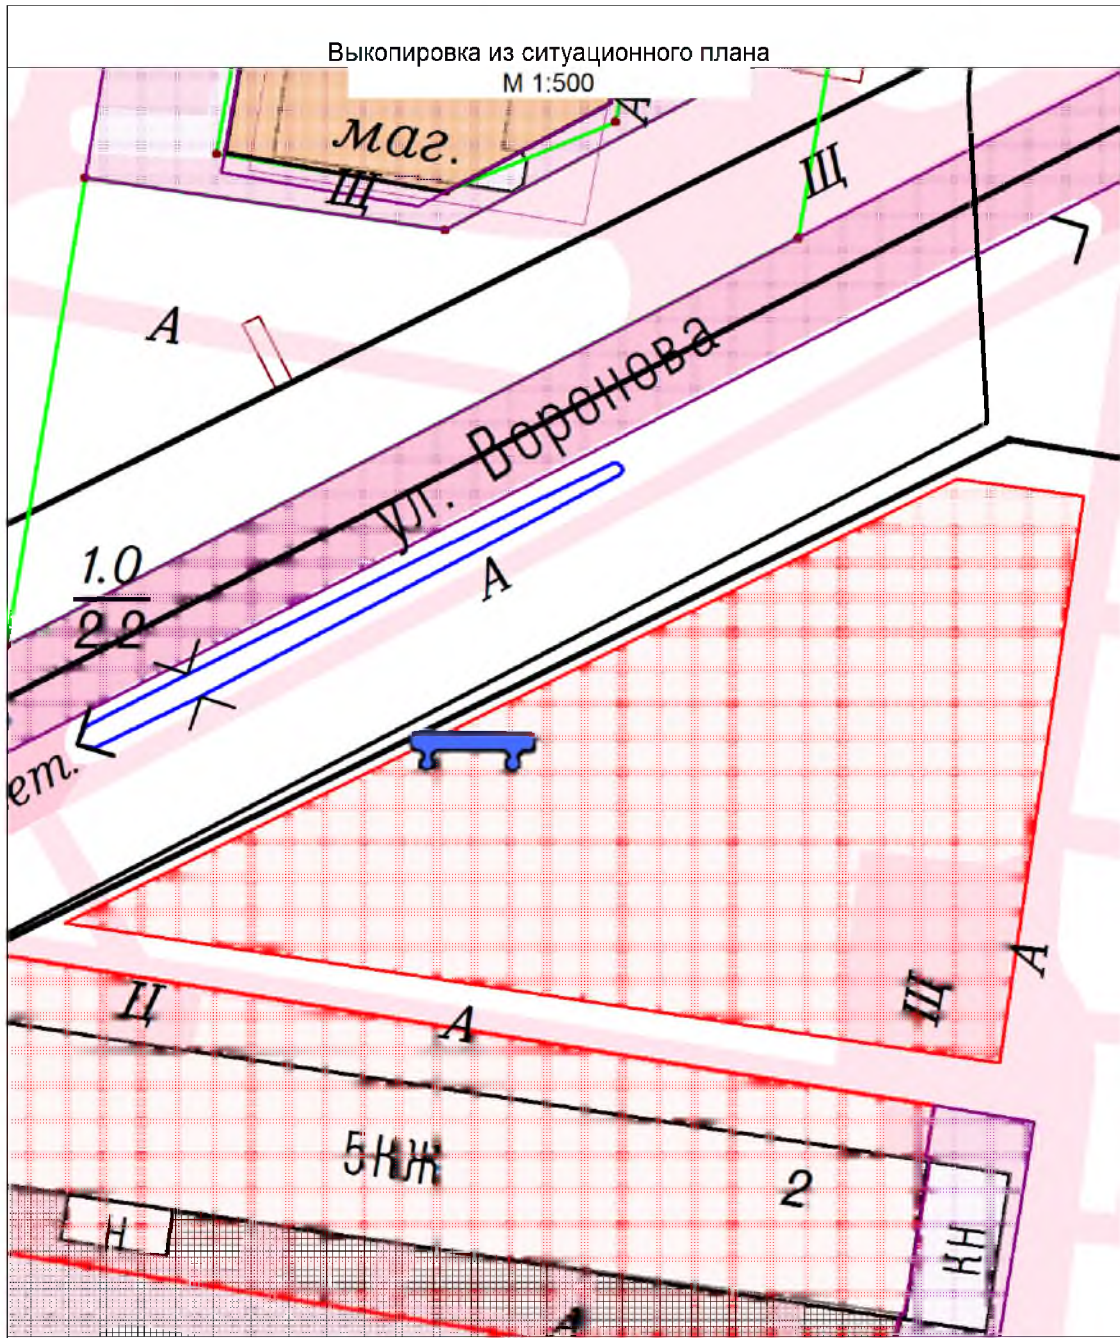 Выкопировка из ситуационного плана
М 1:500
маг.
А
Щ
Щ
А
ул. Воронова
1.0
2.2
А
ет.
Щ
А
Ц
А
5КЖ
2
Н
КН
А